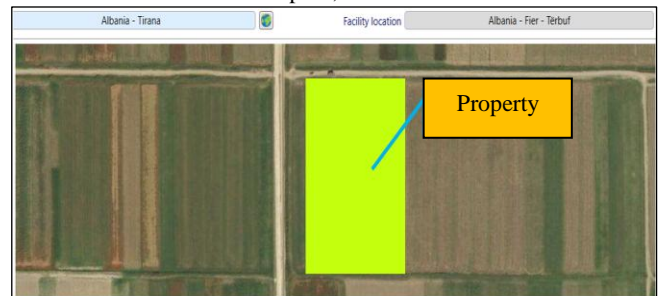 Albania - Tirana
Facility location
Albania - Fier - Tërbuf
Property